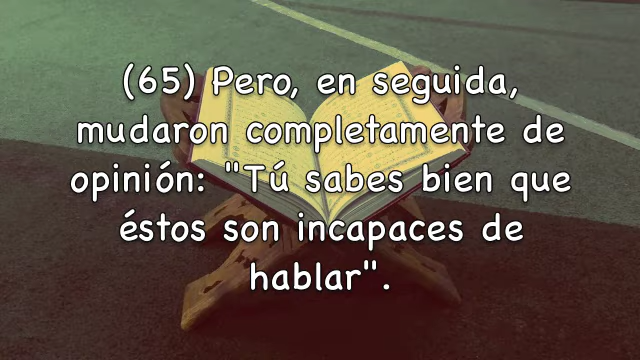 (65) Pero, en seguida,
mudaron completamente de
opinión: "Tú sabes bien que
éstos son incapaces de
hablar".